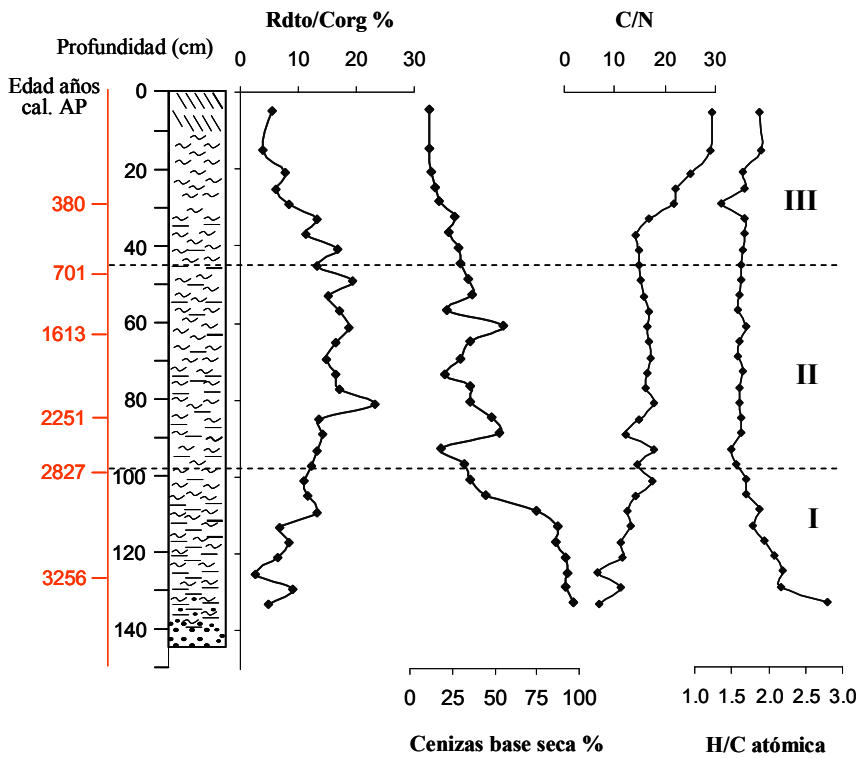 Rdto/Corg %
C/N
Profundidad (cm)
0 10 20 30
0 10 20 30
Edad años
cal. AP
0
20
380
III
40
701
1613
60
II
80
2251
2827
100
I
120
3256
140
0 25 50 75 100
1.0 1.5 2.0 2.5 3.0
Cenizas base seca %
H/C atómica